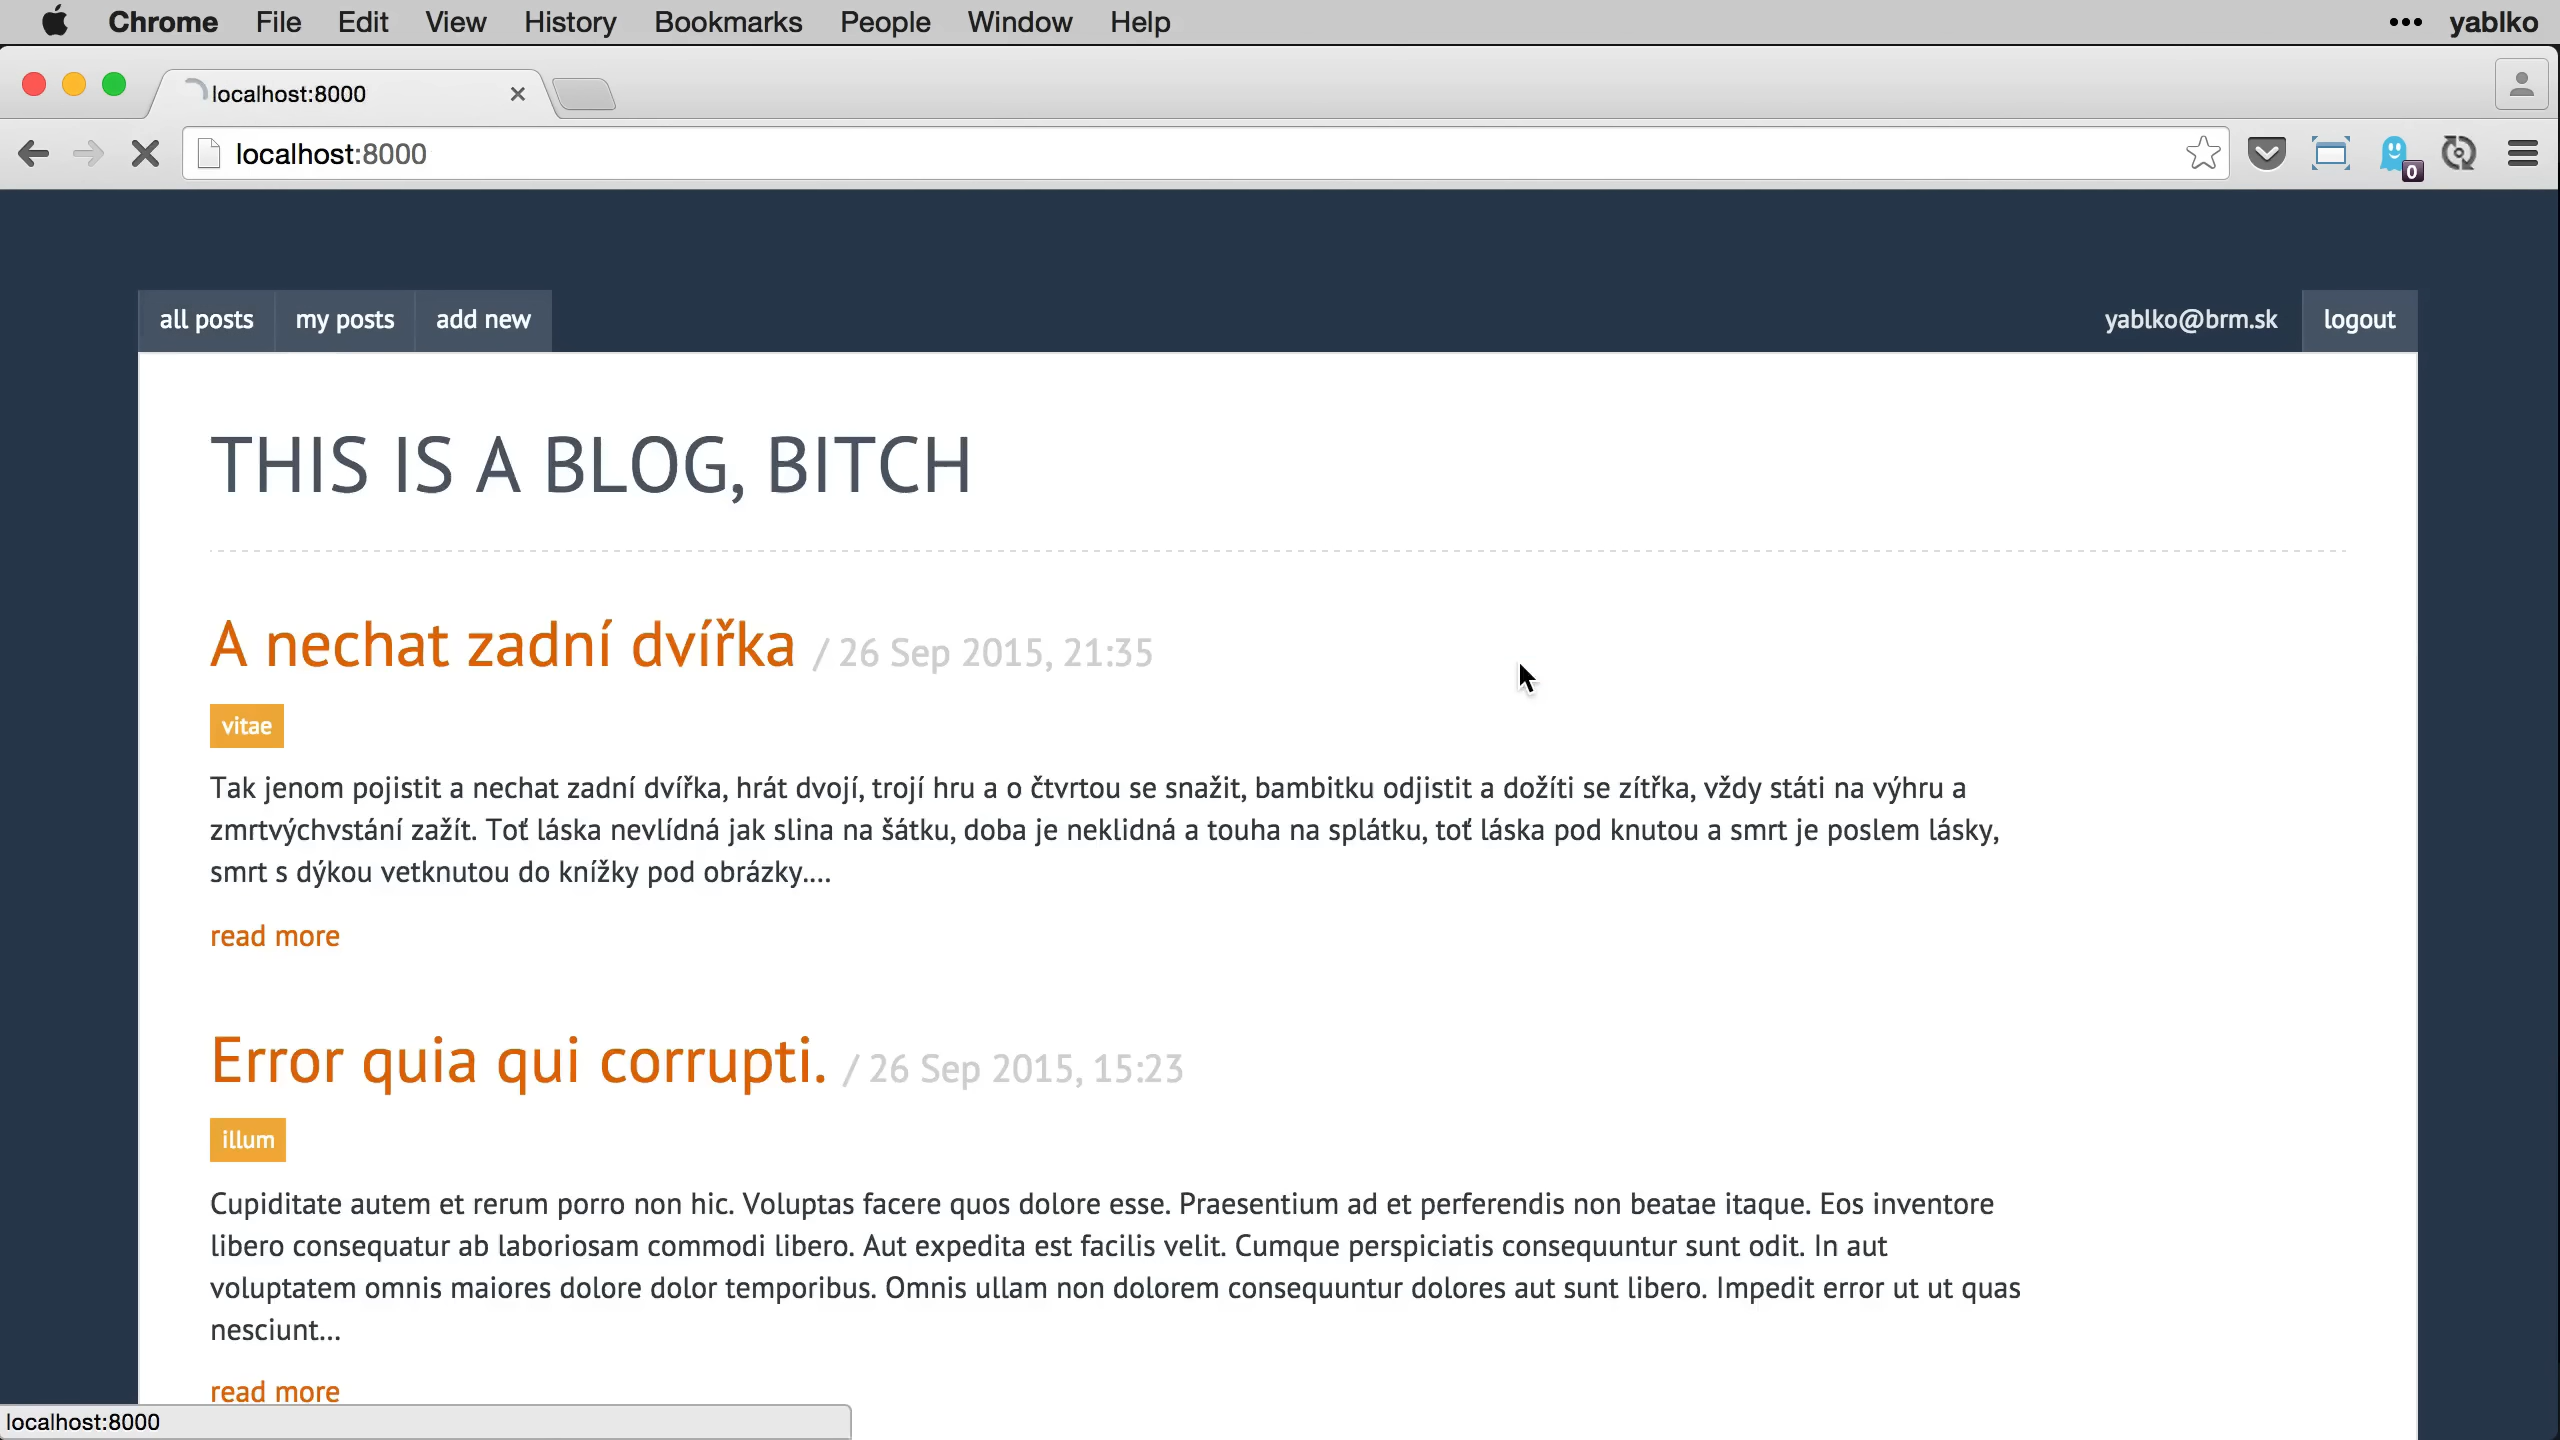 Chrome File Edit View History Bookmarks People Window Help ••• yablko
localhost:8000
localhost:8000
0
all posts my posts add new yablko@brm.sk logout
THIS IS A BLOG, BITCH
A nechat zadní dvířka / 26 Sep 2015, 21:35
vitae
Tak jenom pojistit a nechat zadní dvířka, hrát dvojí, trojí hru a o čtvrtou se snažit, bambitku odjistit a dožíti se zítřka, vždy státi na výhru a
zmrtvýchvstání zažít. Toť láska nevlídná jak slina na šátku, doba je neklidná a touha na splátku, toť láska pod knutou a smrt je poslem lásky,
smrt s dýkou vetknutou do knížky pod obrázky....
read more
Error quia qui corrupti. / 26 Sep 2015, 15:23
illum
Cupiditate autem et rerum porro non hic. Voluptas facere quos dolore esse. Praesentium ad et perferendis non beatae itaque. Eos inventore
libero consequatur ab laboriosam commodi libero. Aut expedita est facilis velit. Cumque perspiciatis consequuntur sunt odit. In aut
voluptatem omnis maiores dolore dolor temporibus. Omnis ullam non dolorem consequuntur dolores aut sunt libero. Impedit error ut ut quas
nesciunt...
read more
localhost:8000